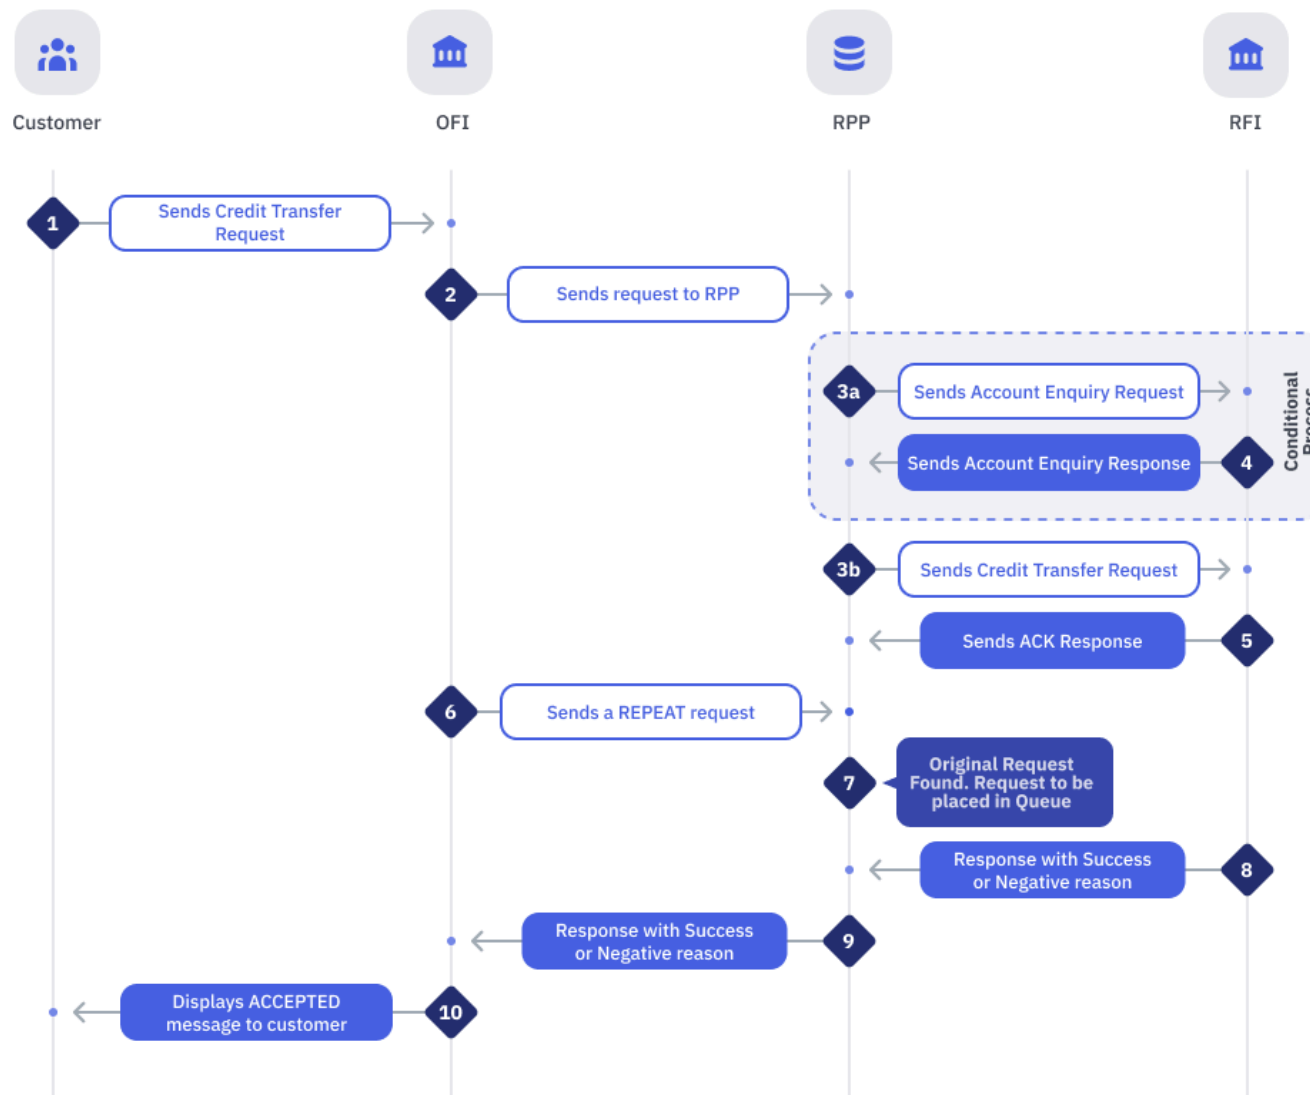 Customer
OFI
RPP
RFI
1
Sends Credit Transfer
Request
2
Sends request to RPP
3a
Sends Account Enquiry Request
Sends Account Enquiry Response
4
Conditional
Process
3b
Sends Credit Transfer Request
Sends ACK Response
5
6
Sends a REPEAT request
7
Original Request
Found. Request to be
placed in Queue
Response with Success
or Negative reason
8
Response with Success
or Negative reason
9
Displays ACCEPTED
message to customer
10